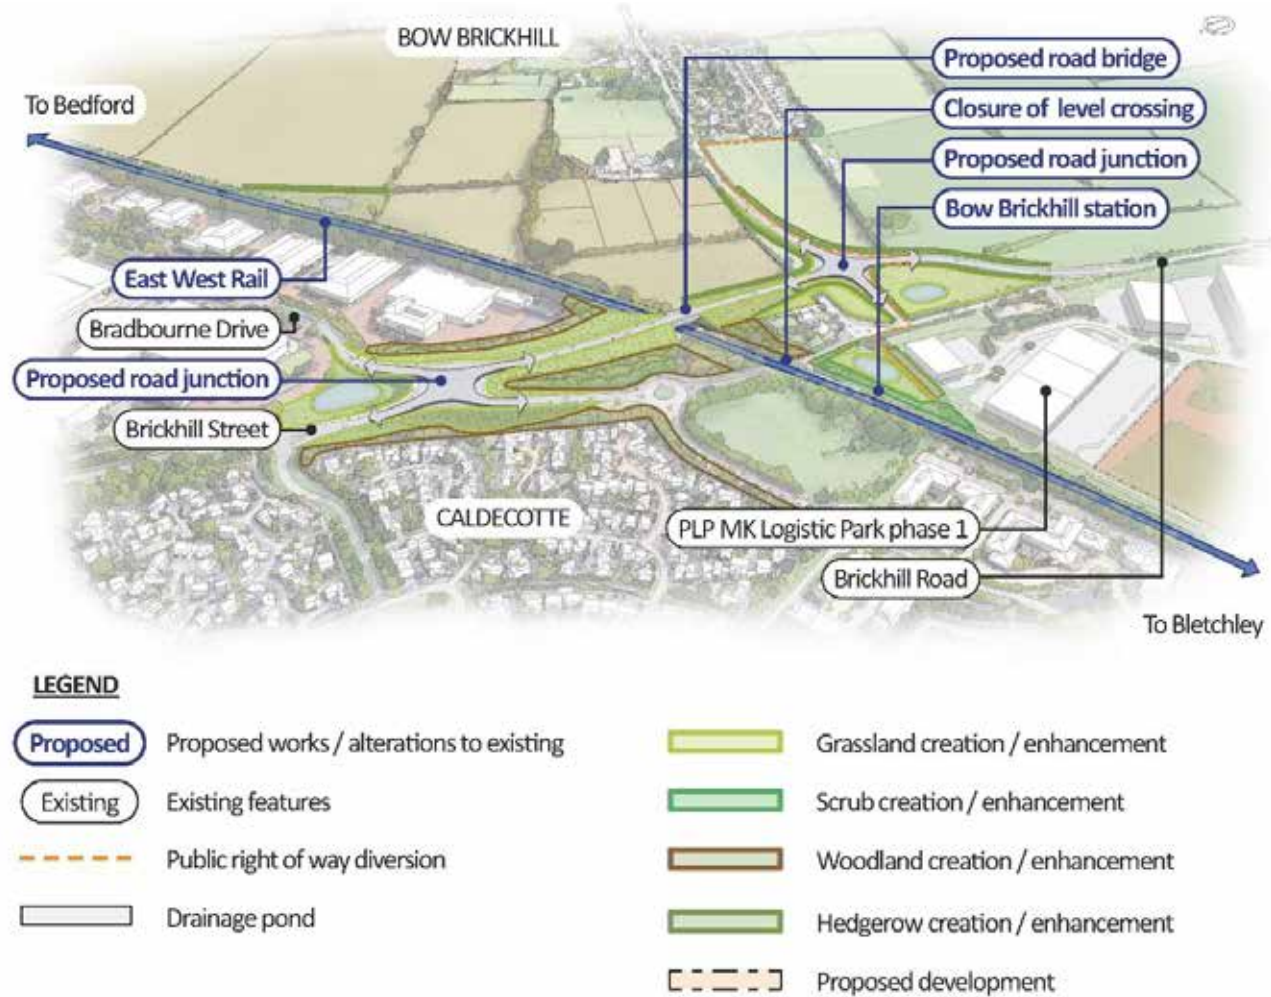 BOW BRICKHILL
Proposed road bridge
To Bedford
Closure of level crossing
Proposed road junction
Bow Brickhill station
East West Rail
Bradbourne Drive
Proposed road junction
Brickhill Street
CALDECOTTE
PLP MK Logistic Park phase 1
Brickhill Road
To Bletchley
LEGEND
Proposed Proposed works / alterations to existing
Existing Existing features
Public right of way diversion
Drainage pond
Grassland creation / enhancement
Scrub creation / enhancement
Woodland creation / enhancement
Hedgerow creation / enhancement
Proposed development